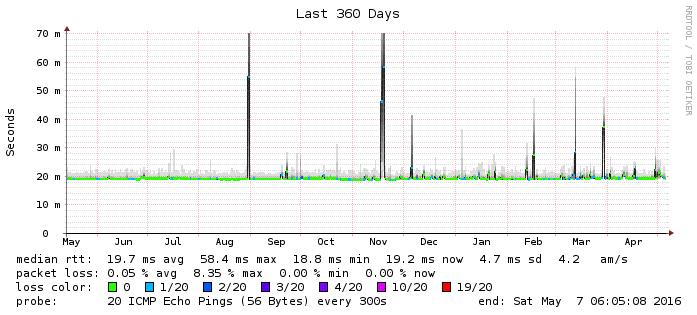 Last 360 Days
RRDTOOL / TOBI OETIKER
Seconds
70 m
60 m
50 m
40 m
30 m
20 m
10 m
0
May Jun Jul Aug Sep Oct Nov Dec Jan Feb Mar Apr
median rtt: 19.7 ms avg 58.4 ms max 18.8 ms min 19.2 ms now 4.7 ms sd 4.2 am/s
packet loss: 0.05 % avg 8.35 % max 0.00 % min 0.00 % now
loss color: 0 1/20 2/20 3/20 4/20 10/20 19/20
probe: 20 ICMP Echo Pings (56 Bytes) every 300s end: Sat May 7 06:05:08 2016